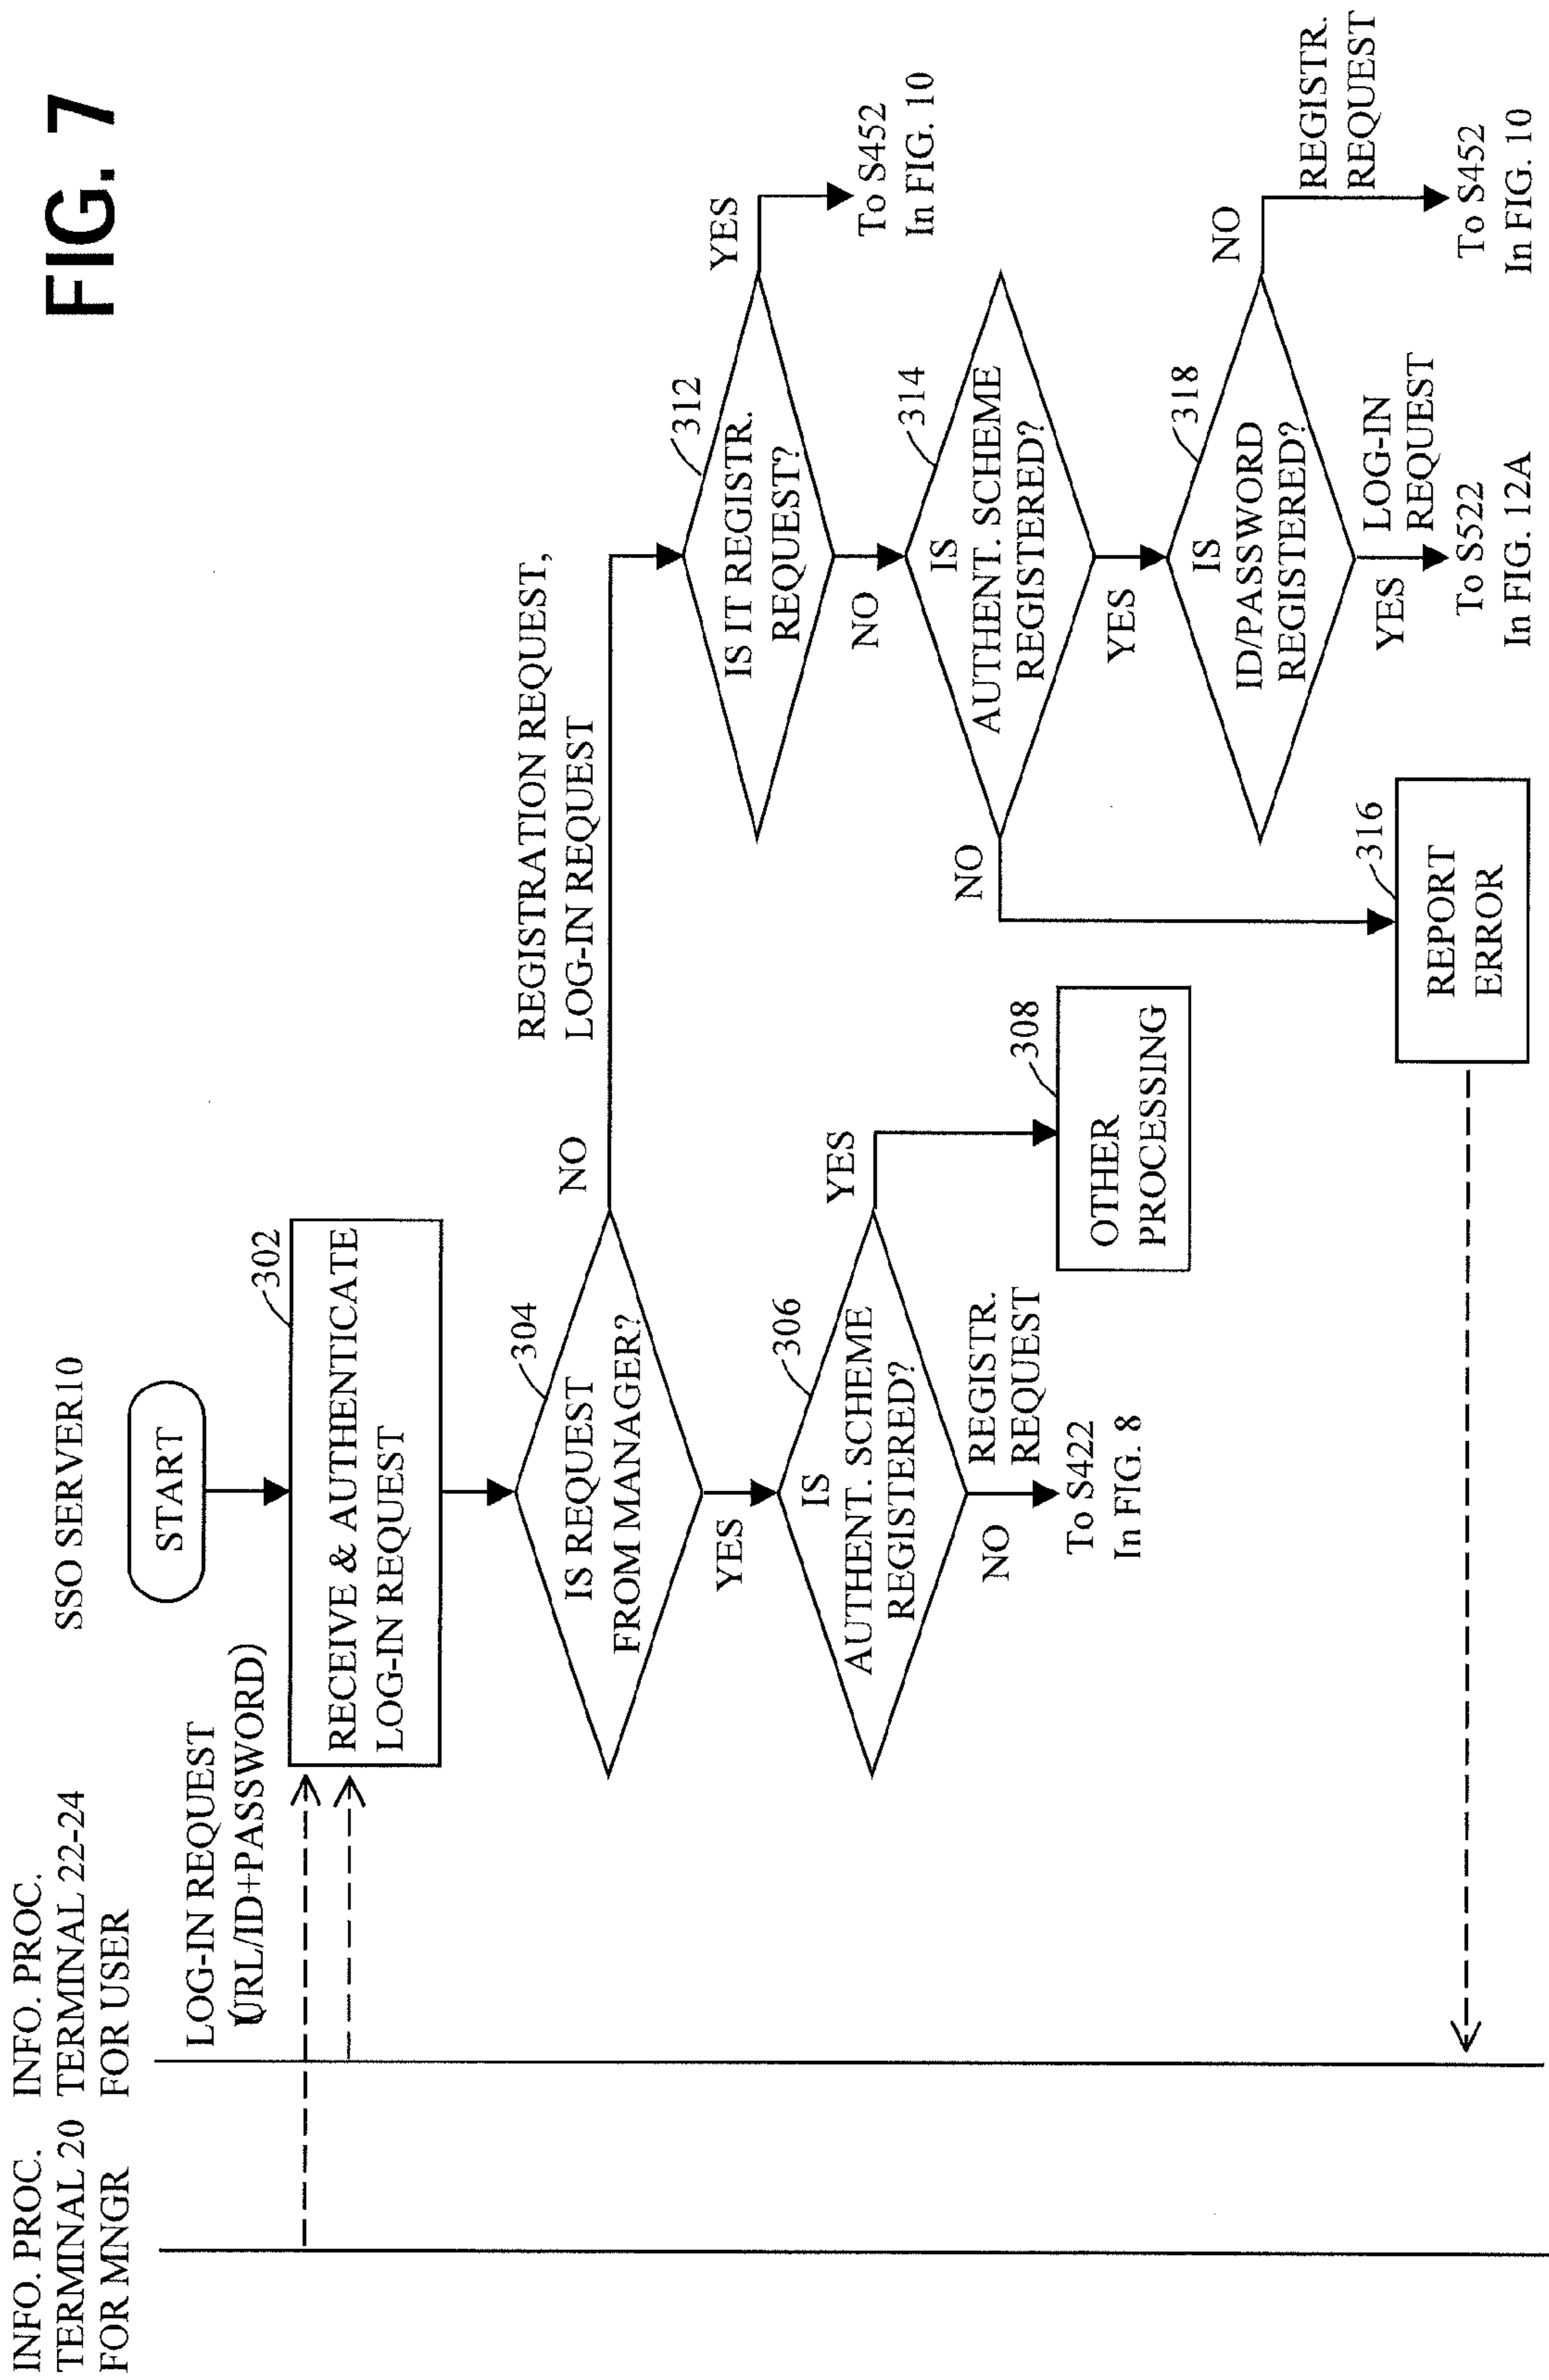 FIG. 7
INFO. PROC.
TERMINAL 20
FOR MNGR
INFO. PROC.
TERMINAL 22-24
FOR USER
SSO SERVER10
LOG-IN REQUEST
(URL/ID+PASSWORD)
START
302
RECEIVE & AUTHENTICATE
LOG-IN REQUEST
304
IS REQUEST
FROM MANAGER?
NO
REGISTRATION REQUEST,
LOG-IN REQUEST
YES
306
IS
AUTHENT. SCHEME
REGISTERED?
YES
308
OTHER
PROCESSING
NO
REGISTR.
REQUEST
To S422
In FIG. 8
312
IS IT REGISTR.
REQUEST?
YES
To S452
In FIG. 10
NO
314
IS
AUTHENT. SCHEME
REGISTERED?
NO
316
REPORT
ERROR
YES
318
IS
ID/PASSWORD
REGISTERED?
NO
REGISTR.
REQUEST
To S452
In FIG. 10
YES
LOG-IN
REQUEST
To S522
In FIG. 12A